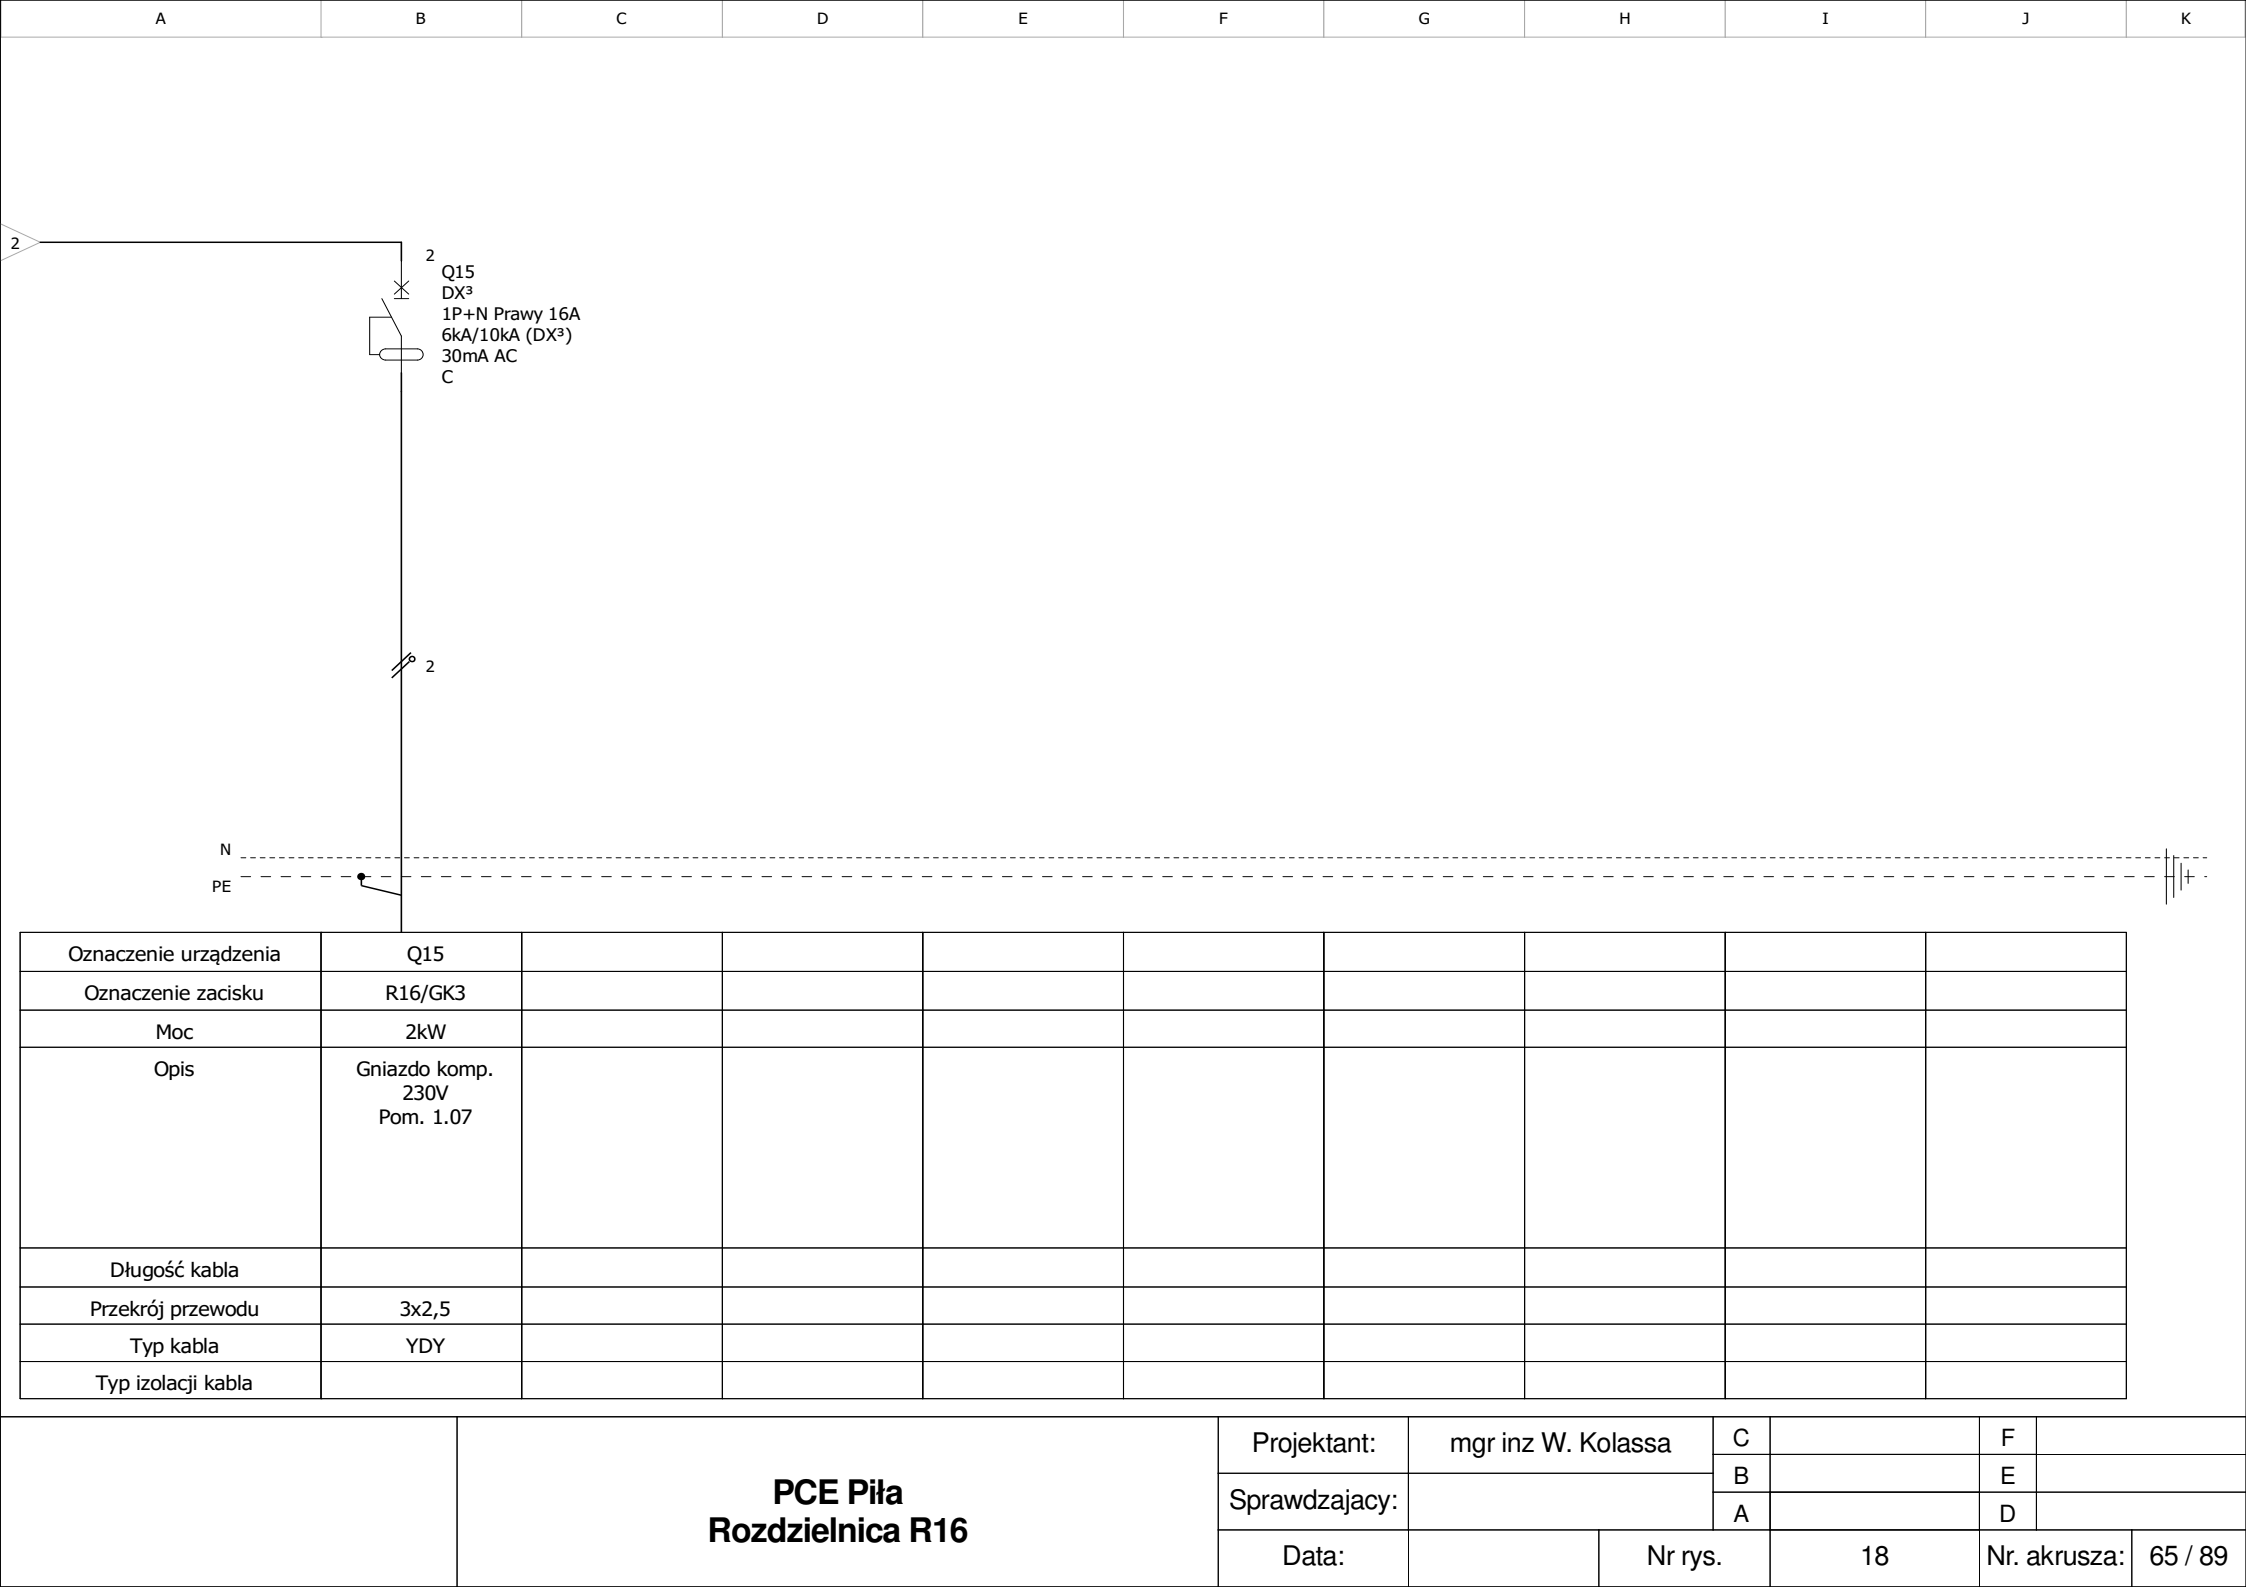 A B C D E F G H I J K
2
2
Q15
DX³
1P+N Prawy 16A
6kA/10kA (DX³)
30mA AC
C
2
N
PE
Oznaczenie urządzenia Q15
Oznaczenie zacisku R16/GK3
Moc 2kW
Opis Gniazdo komp.
230V
Pom. 1.07
Długość kabla
Przekrój przewodu 3x2,5
Typ kabla YDY
Typ izolacji kabla
PCE Piła
Rozdzielnica R16
Projektant: mgr inz W. Kolassa C F
B E
Sprawdzajacy:
A D
Data: Nr rys. 18 Nr. akrusza: 65 / 89